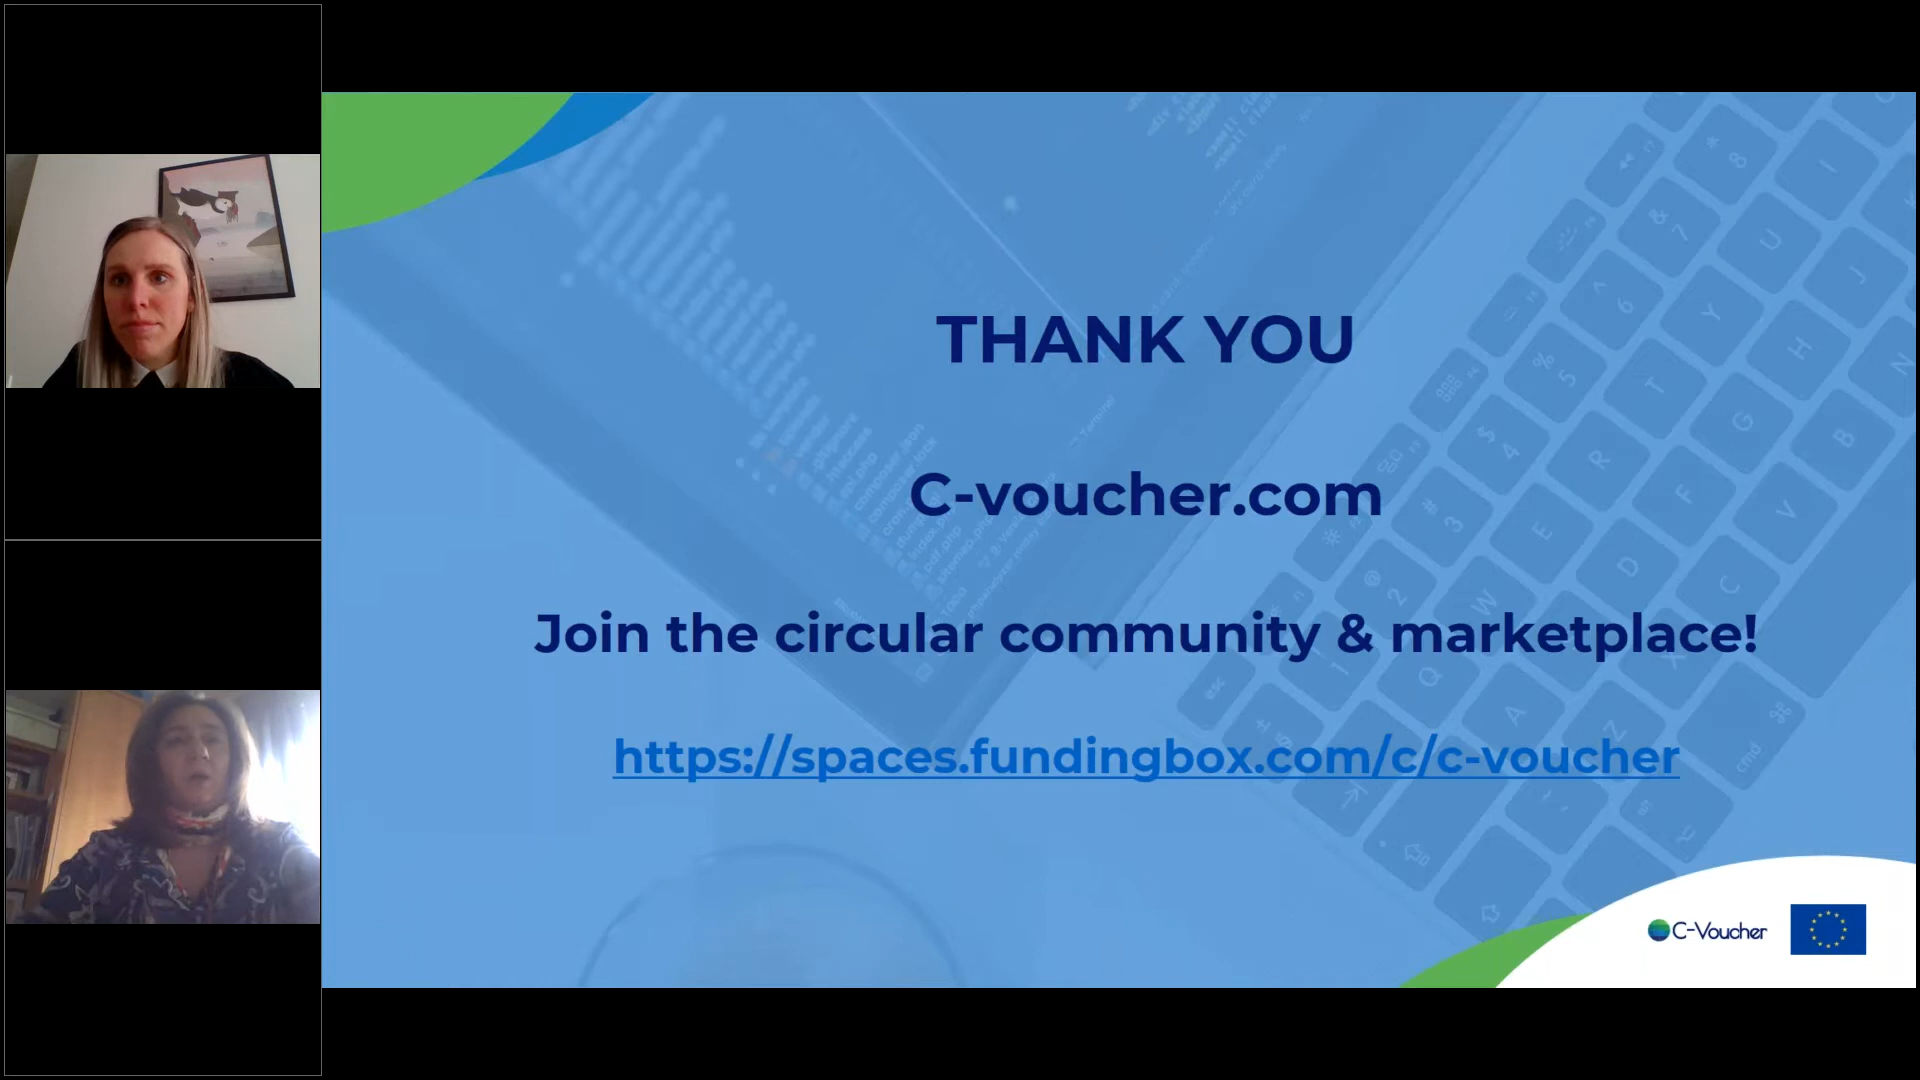 THANK YOU
C-voucher.com
Join the circular community & marketplace!
https://spaces.fundingbox.com/c/c-voucher
C-Voucher